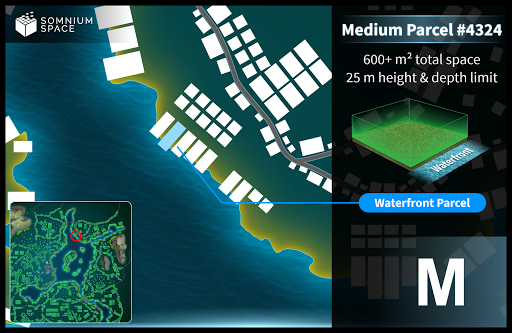 SOMNIUM
SPACE
Medium Parcel #4324
600+ m² total space
25 m height & depth limit
Waterfront
Waterfront Parcel
M